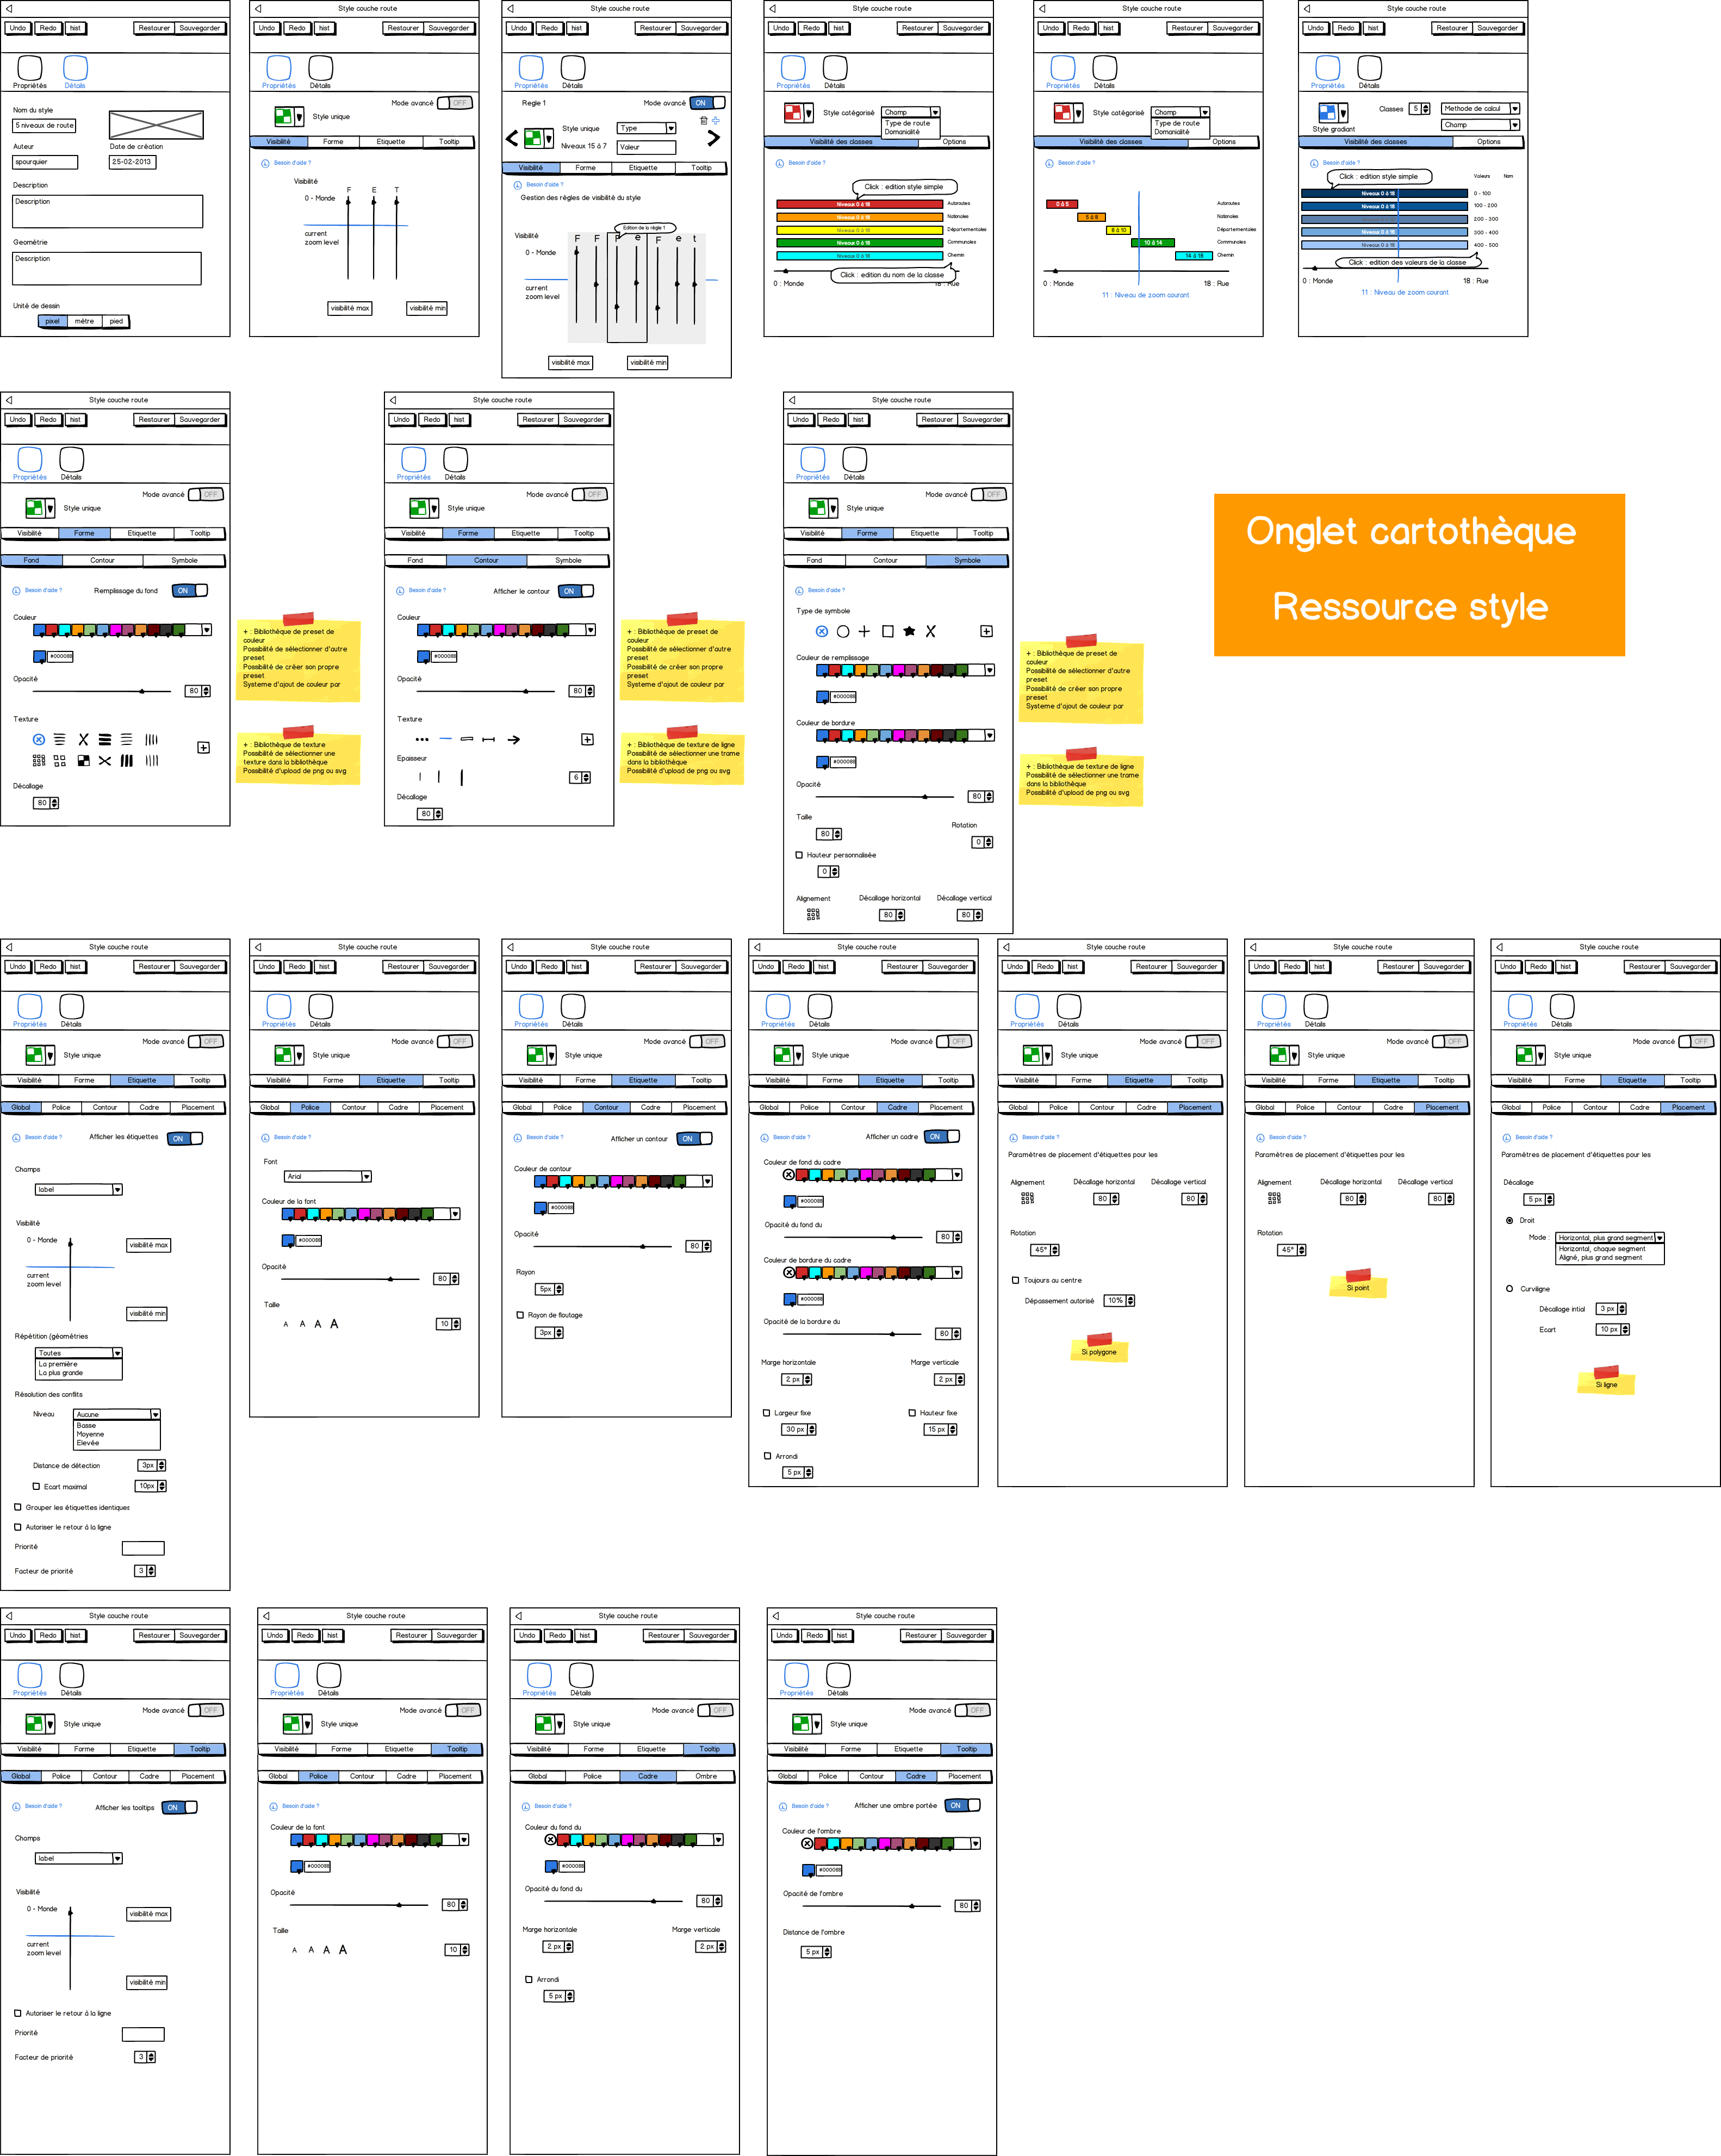 Undo Redo hist Restaurer Sauvegarder
Propriétés Détails
Nom du style
5 niveaux de route
Auteur Date de création
spourquier 25-02-2013
Description
Description
Geométrie
Description
Unité de dessin
pixel mètre pied
Style couche route
Undo Redo hist Restaurer Sauvegarder
Propriétés Détails
Mode avancé OFF
Style unique
Visibilité Forme Etiquette Tooltip
Besoin d'aide ?
Visibilité
F E T
0 - Monde
current
zoom level
visibilité max visibilité min
Style couche route
Undo Redo hist Restaurer Sauvegarder
Propriétés Détails
Regle 1 Mode avancé ON
Style unique Type
Niveaux 15 à 7 Valeur
Visibilité Forme Etiquette Tooltip
Besoin d'aide ?
Gestion des règles de visibilité du style
Edition de la règle 1
Visibilité F F F e F e t
0 - Monde
current
zoom level
visibilité max visibilité min
Style couche route
Undo Redo hist Restaurer Sauvegarder
Propriétés Détails
Style catégorisé Champ
Type de route
Domanialité
Visibilité des classes Options
Besoin d'aide ?
Click : edition style simple
Niveaux 0 à 18 Autoroutes
Niveaux 0 à 18 Nationales
Niveaux 0 à 18 Départementales
Niveaux 0 à 18 Communales
Niveaux 0 à 18 Chemin
Click : edition du nom de la classe
0 : Monde 18 : Rue
Style couche route
Undo Redo hist Restaurer Sauvegarder
Propriétés Détails
Style catégorisé Champ
Type de route
Domanialité
Visibilité des classes Options
Besoin d'aide ?
0 à 5 Autoroutes
5 à 8 Nationales
8 à 10 Départementales
10 à 14 Communales
14 à 18 Chemin
0 : Monde 18 : Rue
11 : Niveau de zoom courant
Style couche route
Undo Redo hist Restaurer Sauvegarder
Propriétés Détails
Classes 5 Methode de calcul
Style gradiant Champ
Visibilité des classes Options
Besoin d'aide ?
Click : edition style simple Valeurs Nom
Niveaux 0 à 18 0 - 100
Niveaux 0 à 18 100 - 200
Niveaux 0 à 18 200 - 300
Niveaux 0 à 18 300 - 400
Niveaux 0 à 18 400 - 500
Click : edition des valeurs de la classe
0 : Monde 18 : Rue
11 : Niveau de zoom courant
Style couche route
Undo Redo hist Restaurer Sauvegarder
Propriétés Détails
Mode avancé OFF
Style unique
Visibilité Forme Etiquette Tooltip
Fond Contour Symbole
Besoin d'aide ? Remplissage du fond ON
Couleur
#000088
Opacité
80
Texture
Décallage
80
+ : Bibliothèque de preset de
couleur
Possibilité de sélectionner d'autre
preset
Possibilité de créer son propre
preset
Systeme d'ajout de couleur par
+ : Bibliothèque de texture
Possibilité de sélectionner une
texture dans la bibliothèque
Possibilité d'upload de png ou svg
Style couche route
Undo Redo hist Restaurer Sauvegarder
Propriétés Détails
Mode avancé OFF
Style unique
Visibilité Forme Etiquette Tooltip
Fond Contour Symbole
Besoin d'aide ? Afficher le contour ON
Couleur
#000088
Opacité
80
Texture
Epaisseur
6
Décallage
80
+ : Bibliothèque de preset de
couleur
Possibilité de sélectionner d'autre
preset
Possibilité de créer son propre
preset
Systeme d'ajout de couleur par
+ : Bibliothèque de texture de ligne
Possibilité de sélectionner une trame
dans la bibliothèque
Possibilité d'upload de png ou svg
Style couche route
Undo Redo hist Restaurer Sauvegarder
Propriétés Détails
Mode avancé OFF
Style unique
Visibilité Forme Etiquette Tooltip
Fond Contour Symbole
Besoin d'aide ?
Type de symbole
Couleur de remplissage
#000088
Couleur de bordure
#000088
Opacité
80
Taille Rotation
80 0
Hauteur personnalisée
0
Alignement Décallage horizontal Décallage vertical
80 80
+ : Bibliothèque de preset de
couleur
Possibilité de sélectionner d'autre
preset
Possibilité de créer son propre
preset
Systeme d'ajout de couleur par
+ : Bibliothèque de texture de ligne
Possibilité de sélectionner une trame
dans la bibliothèque
Possibilité d'upload de png ou svg
Onglet cartothèque
Ressource style
Style couche route
Undo Redo hist Restaurer Sauvegarder
Propriétés Détails
Mode avancé OFF
Style unique
Visibilité Forme Etiquette Tooltip
Global Police Contour Cadre Placement
Besoin d'aide ? Afficher les étiquettes ON
Champs
label
Visibilité
0 - Monde visibilité max
current
zoom level
visibilité min
Répétition (géométries
Toutes
La première
La plus grande
Résolution des conflits
Niveau Aucune
Basse
Moyenne
Elevée
Distance de détection 3px
Ecart maximal 10px
Grouper les étiquettes identiques
Autoriser le retour à la ligne
Priorité
Facteur de priorité 3
Style couche route
Undo Redo hist Restaurer Sauvegarder
Propriétés Détails
Mode avancé OFF
Style unique
Visibilité Forme Etiquette Tooltip
Global Police Contour Cadre Placement
Besoin d'aide ?
Font
Arial
Couleur de la font
#000088
Opacité
80
Taille
A A A A 10
Style couche route
Undo Redo hist Restaurer Sauvegarder
Propriétés Détails
Mode avancé OFF
Style unique
Visibilité Forme Etiquette Tooltip
Global Police Contour Cadre Placement
Besoin d'aide ? Afficher un contour ON
Couleur de contour
#000088
Opacité
80
Rayon
5px
Rayon de floutage
3px
Style couche route
Undo Redo hist Restaurer Sauvegarder
Propriétés Détails
Mode avancé OFF
Style unique
Visibilité Forme Etiquette Tooltip
Global Police Contour Cadre Placement
Besoin d'aide ? Afficher un cadre ON
Couleur de fond du cadre
#000088
Opacité du fond du
80
Couleur de bordure du cadre
#000088
Opacité de la bordure du
80
Marge horizontale Marge verticale
2 px 2 px
Largeur fixe Hauteur fixe
30 px 15 px
Arrondi
5 px
Style couche route
Undo Redo hist Restaurer Sauvegarder
Propriétés Détails
Mode avancé OFF
Style unique
Visibilité Forme Etiquette Tooltip
Global Police Contour Cadre Placement
Besoin d'aide ?
Paramètres de placement d'étiquettes pour les
Alignement Décallage horizontal Décallage vertical
80 80
Rotation
45°
Toujours au centre
Dépassement autorisé 10%
Si polygone
Style couche route
Undo Redo hist Restaurer Sauvegarder
Propriétés Détails
Mode avancé OFF
Style unique
Visibilité Forme Etiquette Tooltip
Global Police Contour Cadre Placement
Besoin d'aide ?
Paramètres de placement d'étiquettes pour les
Alignement Décallage horizontal Décallage vertical
80 80
Rotation
45°
Si point
Style couche route
Undo Redo hist Restaurer Sauvegarder
Propriétés Détails
Mode avancé OFF
Style unique
Visibilité Forme Etiquette Tooltip
Global Police Contour Cadre Placement
Besoin d'aide ?
Paramètres de placement d'étiquettes pour les
Décallage
5 px
Droit
Mode : Horizontal, plus grand segment
Horizontal, chaque segment
Aligné, plus grand segment
Curviligne
Décallage intial 3 px
Ecart 10 px
Si ligne
Style couche route
Undo Redo hist Restaurer Sauvegarder
Propriétés Détails
Mode avancé OFF
Style unique
Visibilité Forme Etiquette Tooltip
Global Police Contour Cadre Placement
Besoin d'aide ? Afficher les tooltips ON
Champs
label
Visibilité
0 - Monde visibilité max
current
zoom level
visibilité min
Autoriser le retour à la ligne
Priorité
Facteur de priorité 3
Style couche route
Undo Redo hist Restaurer Sauvegarder
Propriétés Détails
Mode avancé OFF
Style unique
Visibilité Forme Etiquette Tooltip
Global Police Contour Cadre Placement
Besoin d'aide ?
Couleur de la font
#000088
Opacité
80
Taille
A A A A 10
Style couche route
Undo Redo hist Restaurer Sauvegarder
Propriétés Détails
Mode avancé OFF
Style unique
Visibilité Forme Etiquette Tooltip
Global Police Cadre Ombre
Besoin d'aide ?
Couleur du fond du
#000088
Opacité du fond du
80
Marge horizontale Marge verticale
2 px 2 px
Arrondi
5 px
Style couche route
Undo Redo hist Restaurer Sauvegarder
Propriétés Détails
Mode avancé OFF
Style unique
Visibilité Forme Etiquette Tooltip
Global Police Contour Cadre Placement
Besoin d'aide ? Afficher une ombre portée ON
Couleur de l'ombre
#000088
Opacité de l'ombre
80
Distance de l'ombre
5 px